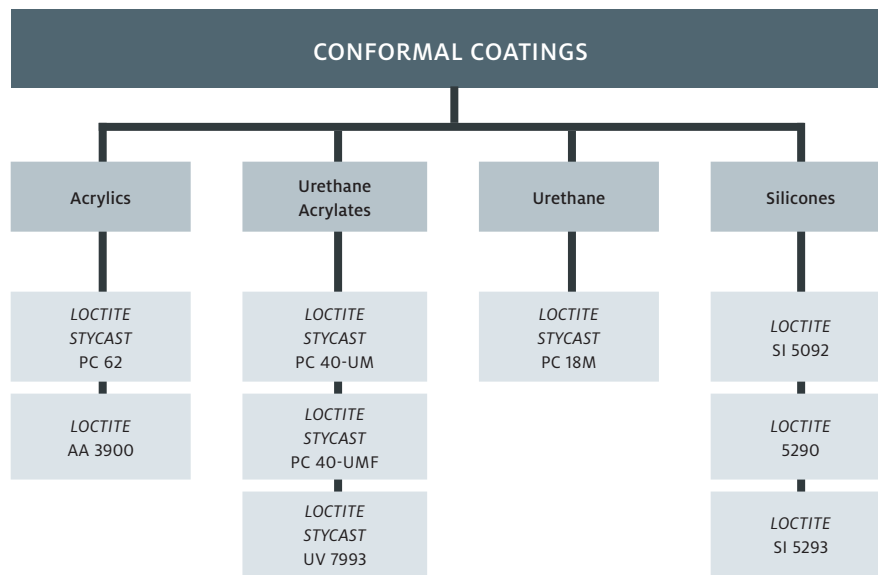 CONFORMAL COATINGS
Acrylics
Urethane
Acrylates
Urethane
Silicones
LOCTITE
STYCAST
PC 62
LOCTITE
AA 3900
LOCTITE
STYCAST
PC 40-UM
LOCTITE
STYCAST
PC 40-UMF
LOCTITE
STYCAST
UV 7993
LOCTITE
STYCAST
PC 18M
LOCTITE
SI 5092
LOCTITE
5290
LOCTITE
SI 5293